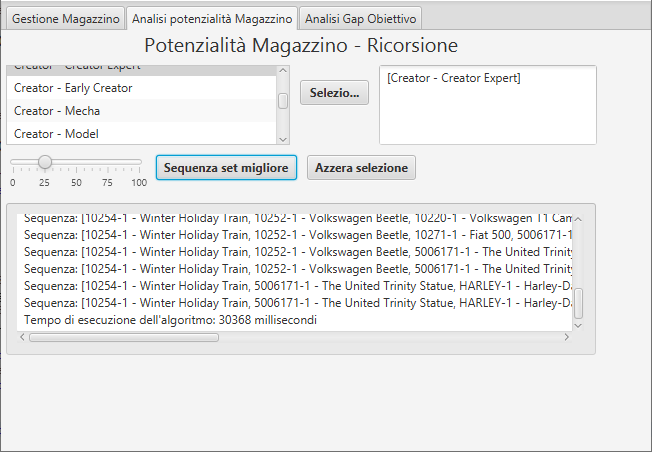 Gestione Magazzino Analisi potenzialità Magazzino Analisi Gap Obiettivo
Potenzialità Magazzino - Ricorsione
Creator - Creator Expert
Creator - Early Creator
Creator - Mecha
Creator - Model
Selezio...
[Creator - Creator Expert]
0 25 50 75 100
Sequenza set migliore
Azzera selezione
Sequenza: [10254-1 - Winter Holiday Train, 10252-1 - Volkswagen Beetle, 10220-1 - Volkswagen T1 Cam
Sequenza: [10254-1 - Winter Holiday Train, 10252-1 - Volkswagen Beetle, 10271-1 - Fiat 500, 5006171-1
Sequenza: [10254-1 - Winter Holiday Train, 10252-1 - Volkswagen Beetle, 5006171-1 - The United Trinity
Sequenza: [10254-1 - Winter Holiday Train, 10252-1 - Volkswagen Beetle, 5006171-1 - The United Trinity
Sequenza: [10254-1 - Winter Holiday Train, 5006171-1 - The United Trinity Statue, HARLEY-1 - Harley-Da
Sequenza: [10254-1 - Winter Holiday Train, 5006171-1 - The United Trinity Statue, HARLEY-1 - Harley-Da
Tempo di esecuzione dell'algoritmo: 30368 millisecondi